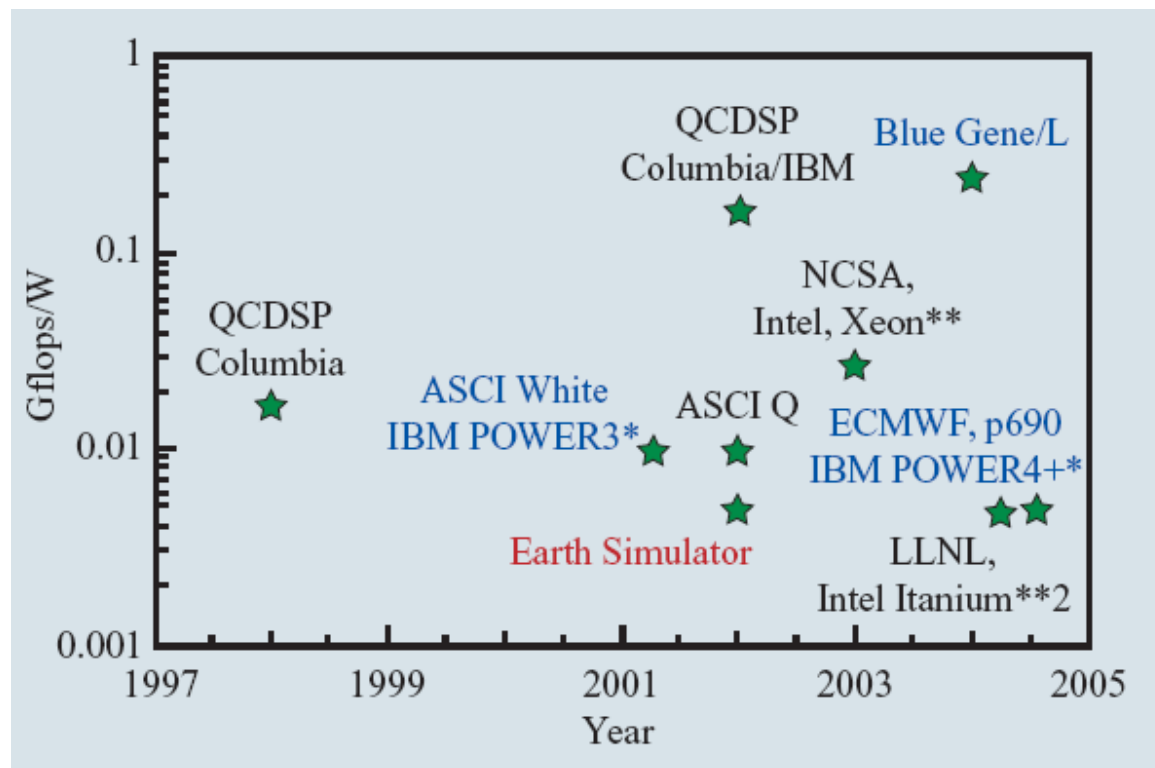 1
QCDSP
Columbia/IBM
Blue Gene/L
0.1
NCSA,
Intel, Xeon**
QCDSP
Columbia
Gflops/W
ASCI White
IBM POWER3*
ASCI Q
ECMWF, p690
IBM POWER4+*
0.01
Earth Simulator
LLNL,
Intel Itanium**2
0.001
1997 1999 2001 2003 2005
Year